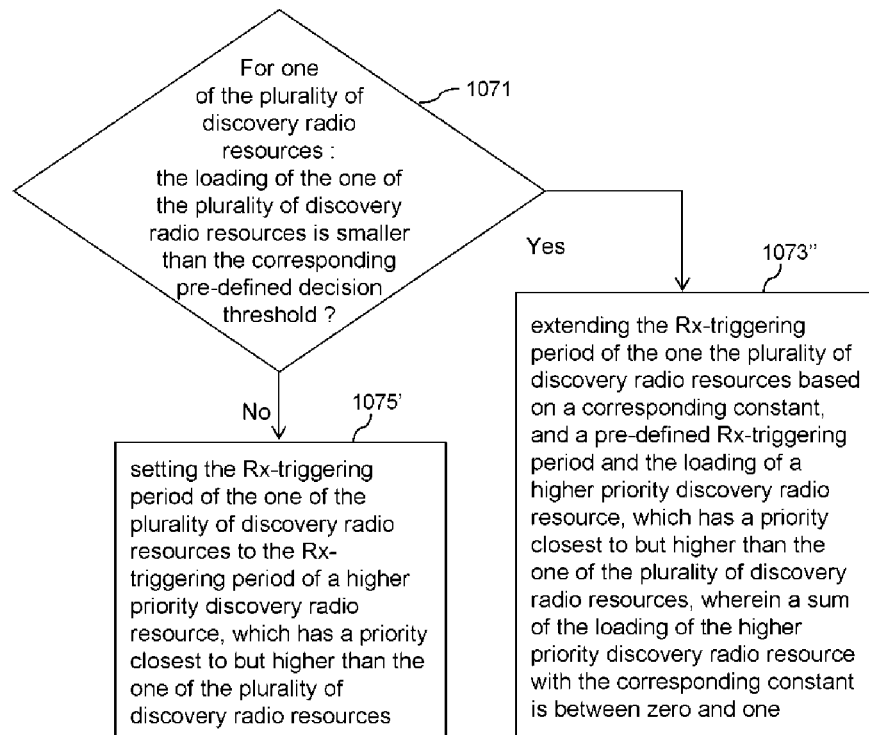 For one
of the plurality of
discovery radio
resources :
the loading of the one of
the plurality of discovery
radio resources is smaller
than the corresponding
pre-defined decision
threshold ?
1071
Yes
1073''
extending the Rx-triggering
period of the one the plurality of
discovery radio resources based
on a corresponding constant,
and a pre-defined Rx-triggering
period and the loading of a
higher priority discovery radio
resource, which has a priority
closest to but higher than the
one of the plurality of discovery
radio resources, wherein a sum
of the loading of the higher
priority discovery radio resource
with the corresponding constant
is between zero and one
No
1075'
setting the Rx-triggering
period of the one of the
plurality of discovery radio
resources to the Rx-
triggering period of a higher
priority discovery radio
resource, which has a priority
closest to but higher than the
one of the plurality of
discovery radio resources